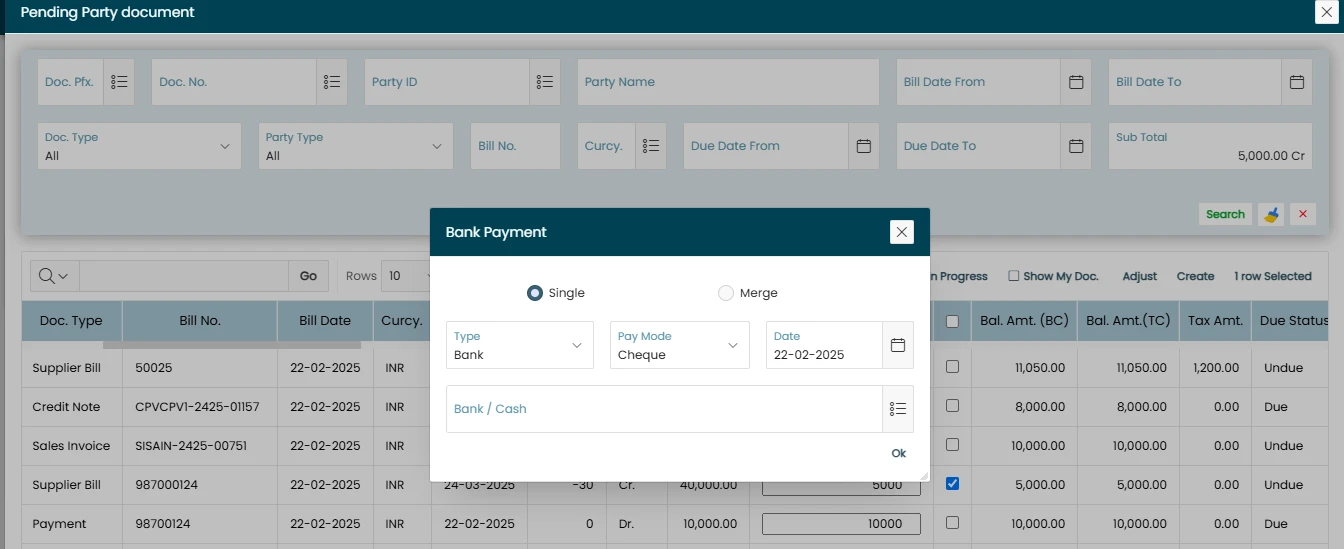 Pending Party document
Doc. Pfx. Doc. No. Party ID Party Name Bill Date From Bill Date To
Doc. Type Party Type Bill No. Curcy. Due Date From Due Date To Sub Total
All All 5,000.00 Cr
Search
Bank Payment
Go Rows 10 n Progress Show My Doc. Adjust Create 1 row Selected
Single Merge
Doc. Type Bill No. Bill Date Curcy. Bal. Amt. (BC) Bal. Amt.(TC) Tax Amt. Due Status
Type Pay Mode Date
Bank Cheque 22-02-2025
Supplier Bill 50025 22-02-2025 INR 11,050.00 11,050.00 1,200.00 Undue
Credit Note CPVCPV1-2425-01157 22-02-2025 INR 8,000.00 8,000.00 0.00 Due
Bank / Cash
Sales Invoice SISAIN-2425-00751 22-02-2025 INR 10,000.00 10,000.00 0.00 Undue
Ok
Supplier Bill 987000124 22-02-2025 INR 24-03-2025 -30 Cr. 40,000.00 5000 5,000.00 5,000.00 0.00 Undue
Payment 98700124 22-02-2025 INR 22-02-2025 0 Dr. 10,000.00 10000 10,000.00 10,000.00 0.00 Due